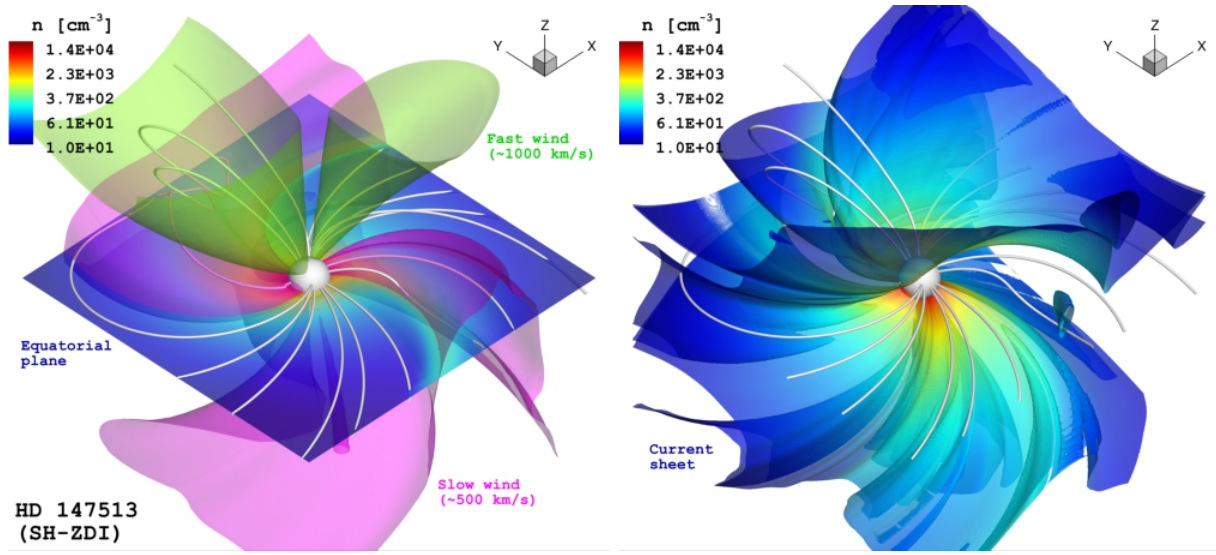 n [cm⁻³]
1.4E+04
2.3E+03
3.7E+02
6.1E+01
1.0E+01
Z
Y
X
Fast wind
(~1000 km/s)
Equatorial
plane
Slow wind
(~500 km/s)
HD 147513
(SH-ZDI)
n [cm⁻³]
1.4E+04
2.3E+03
3.7E+02
6.1E+01
1.0E+01
Z
Y
X
Current
sheet